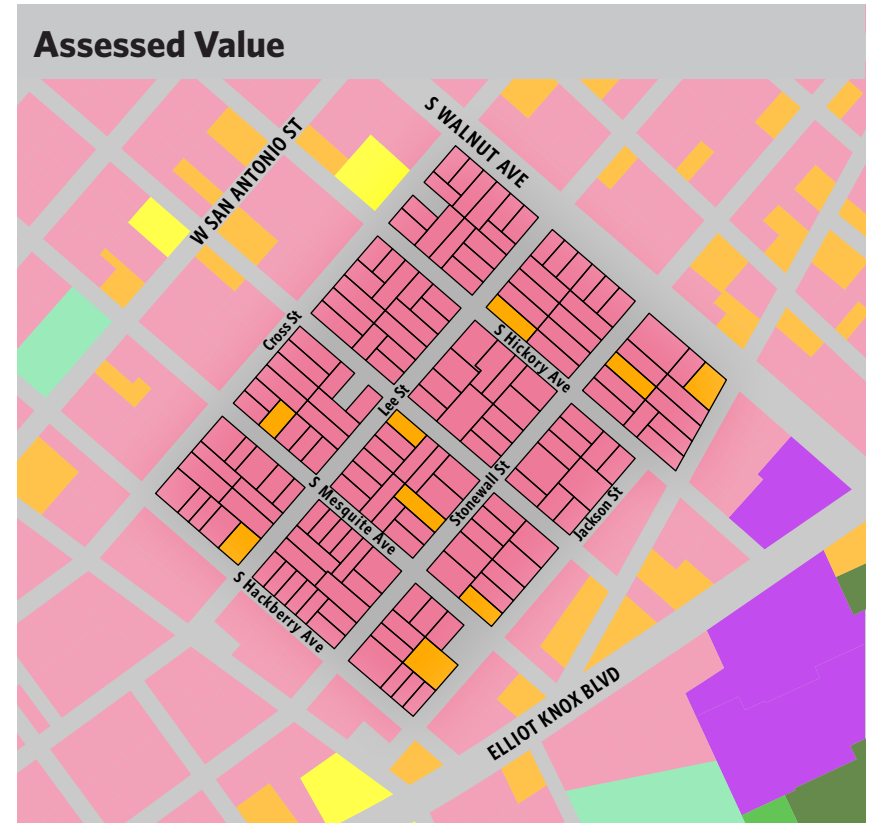 Assessed Value
S WALNUT AVE
W SAN ANTONIO ST
Cross St
S Hickory Ave
Lee St
Stonewall St
S Mesquite Ave
Jackson St
S Hackberry Ave
ELLIOT KNOX BLVD